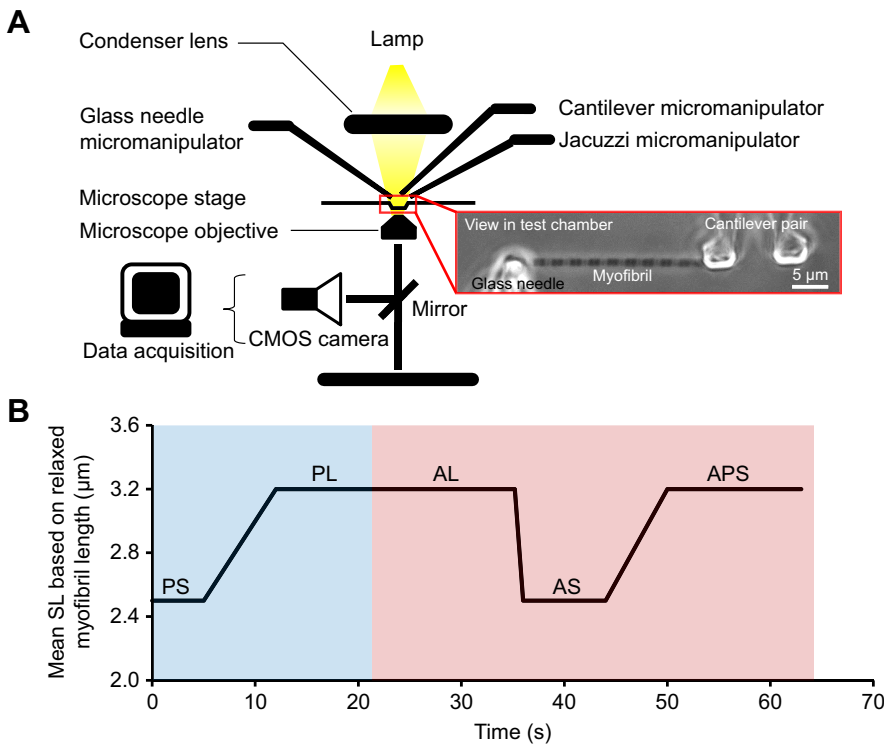 A
Condenser lens
Lamp
Glass needle
micromanipulator
Cantilever micromanipulator
Jacuzzi micromanipulator
Microscope stage
Microscope objective
View in test chamber
Cantilever pair
Glass needle
Myofibril
5 µm
Mirror
CMOS camera
Data acquisition
B
Mean SL based on relaxed
myofibril length (µm)
3.6
3.2
2.8
2.4
2.0
PS
PL
AL
AS
APS
0
10
20
30
40
50
60
70
Time (s)